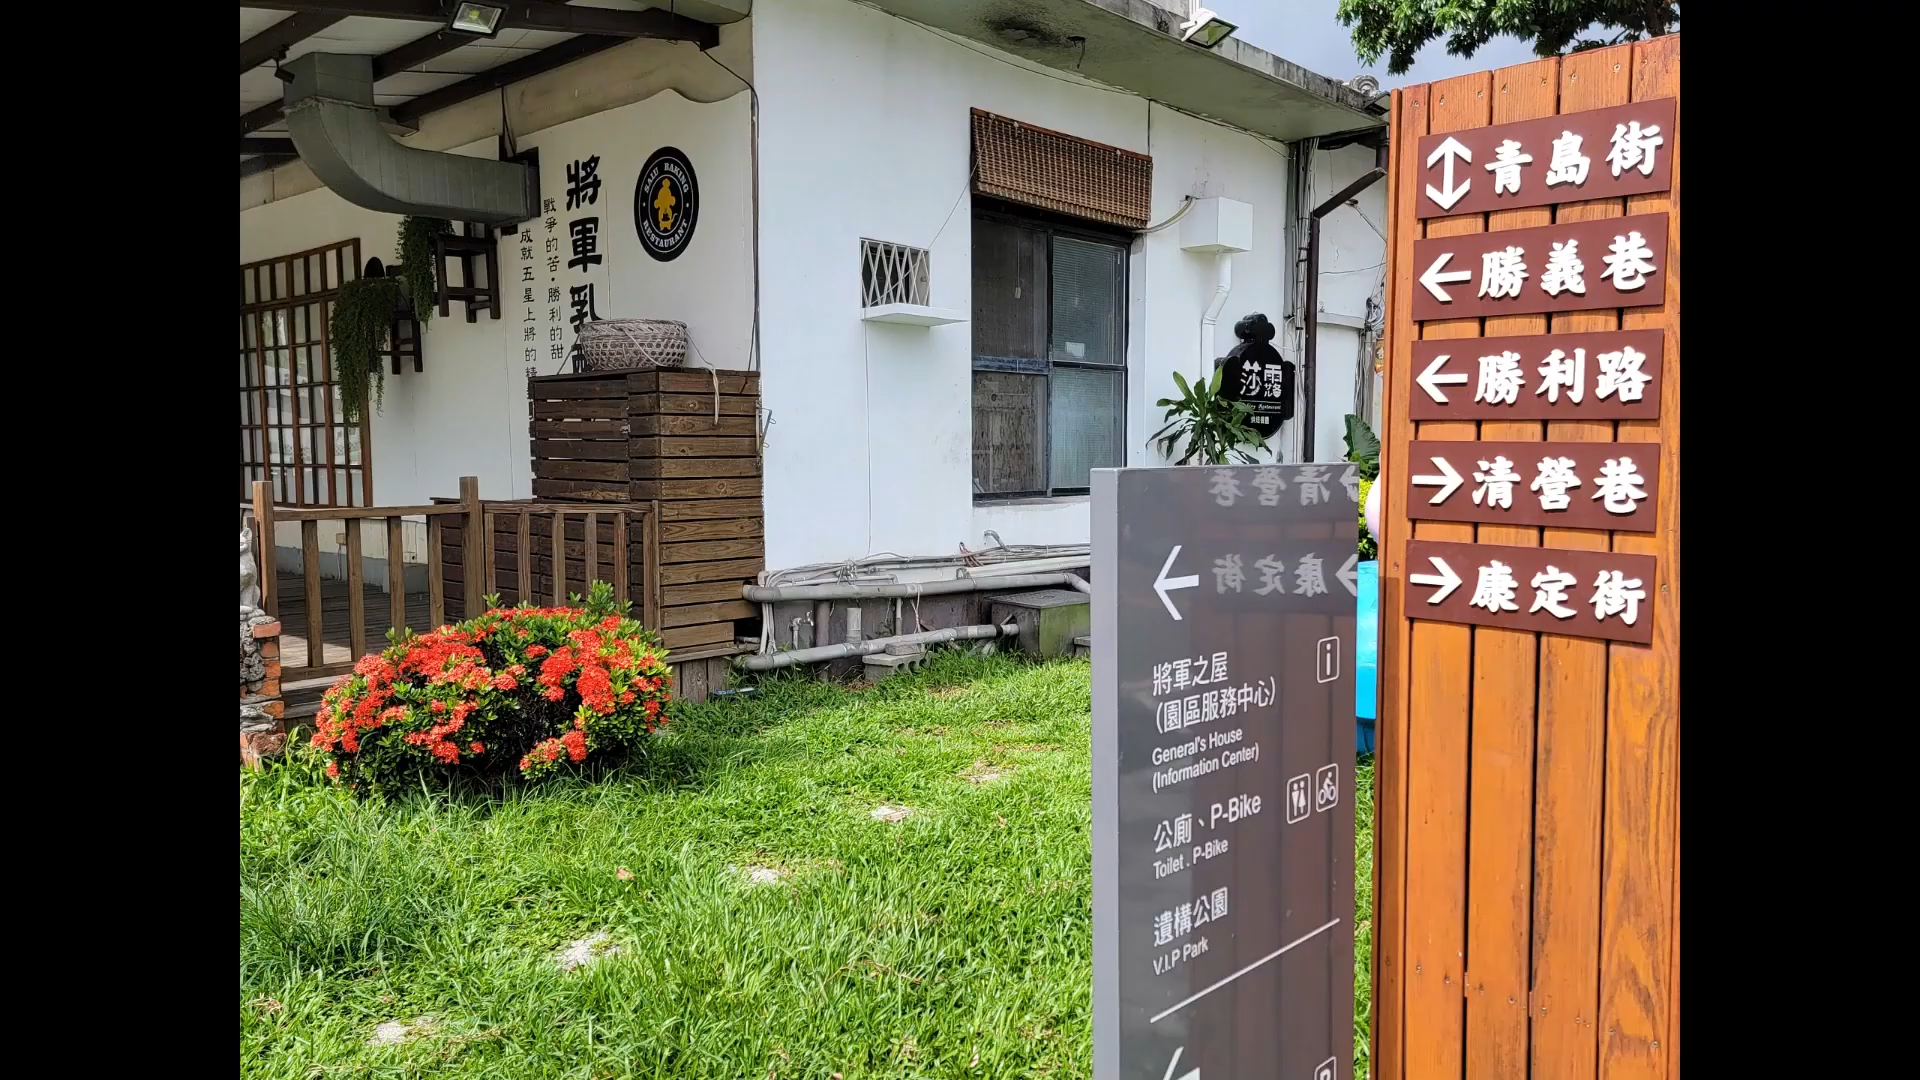 將軍乳
戰爭的苦·勝利的甜
成就五星上將的精
SALU BAKING
RESTAURANT
莎露
青島街
勝義巷
勝利路
清營巷
康定街
清營巷
康定街
將軍之屋
(園區服務中心)
General's House
(Information Center)
公廁、P-Bike
Toilet . P-Bike
遺構公園
V.I.P Park